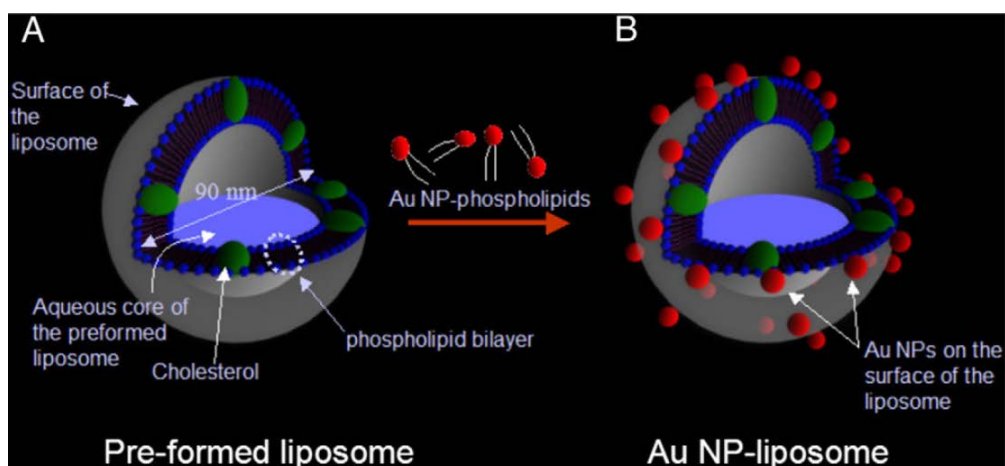 A
B
Surface of
the
liposome
90 nm
Au NP-phospholipids
Aqueous core of
the preformed
liposome
Cholesterol
phospholipid bilayer
Au NPs on the
surface of the
liposome
Pre-formed liposome
Au NP-liposome